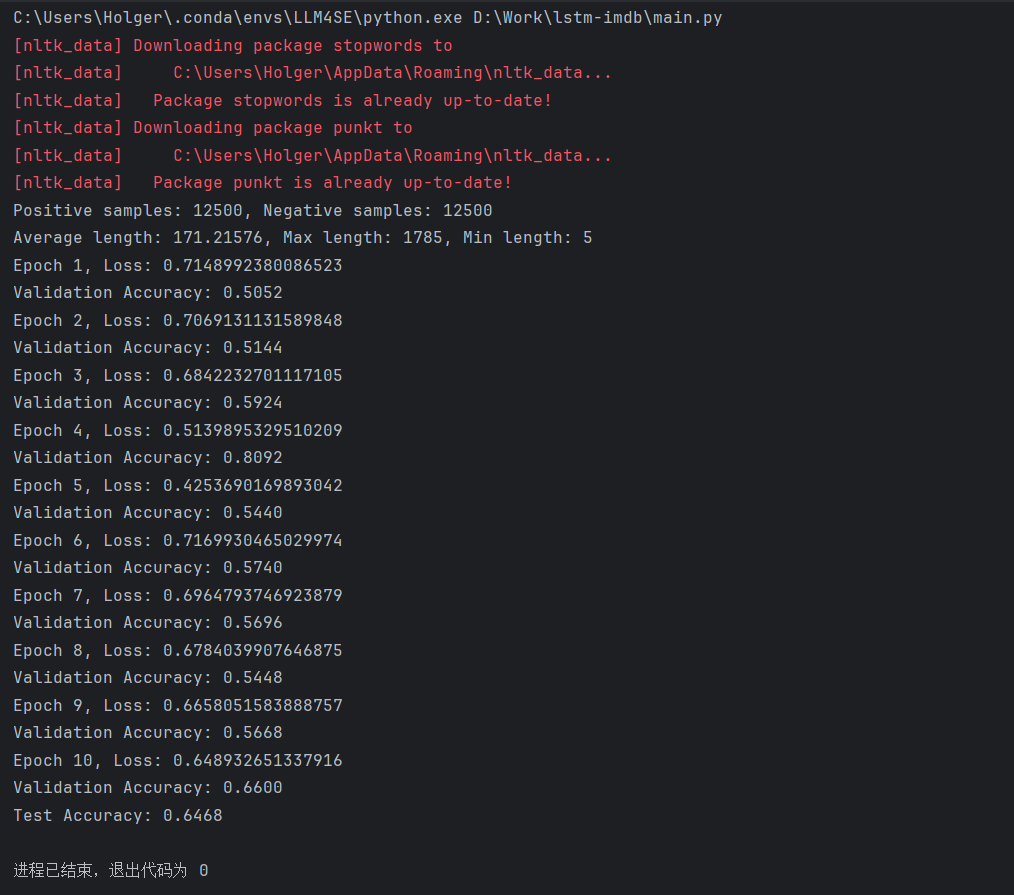 C:\Users\Holger\.conda\envs\LLM4SE\python.exe D:\Work\lstm-imdb\main.py
[nltk_data] Downloading package stopwords to
[nltk_data]     C:\Users\Holger\AppData\Roaming\nltk_data...
[nltk_data]   Package stopwords is already up-to-date!
[nltk_data] Downloading package punkt to
[nltk_data]     C:\Users\Holger\AppData\Roaming\nltk_data...
[nltk_data]   Package punkt is already up-to-date!
Positive samples: 12500, Negative samples: 12500
Average length: 171.21576, Max length: 1785, Min length: 5
Epoch 1, Loss: 0.7148992380086523
Validation Accuracy: 0.5052
Epoch 2, Loss: 0.7069131131589848
Validation Accuracy: 0.5144
Epoch 3, Loss: 0.6842232701117105
Validation Accuracy: 0.5924
Epoch 4, Loss: 0.5139895329510209
Validation Accuracy: 0.8092
Epoch 5, Loss: 0.4253690169893042
Validation Accuracy: 0.5440
Epoch 6, Loss: 0.7169930465029974
Validation Accuracy: 0.5740
Epoch 7, Loss: 0.6964793746923879
Validation Accuracy: 0.5696
Epoch 8, Loss: 0.6784039907646875
Validation Accuracy: 0.5448
Epoch 9, Loss: 0.6658051583888757
Validation Accuracy: 0.5668
Epoch 10, Loss: 0.648932651337916
Validation Accuracy: 0.6600
Test Accuracy: 0.6468
进程已结束，退出代码为 0